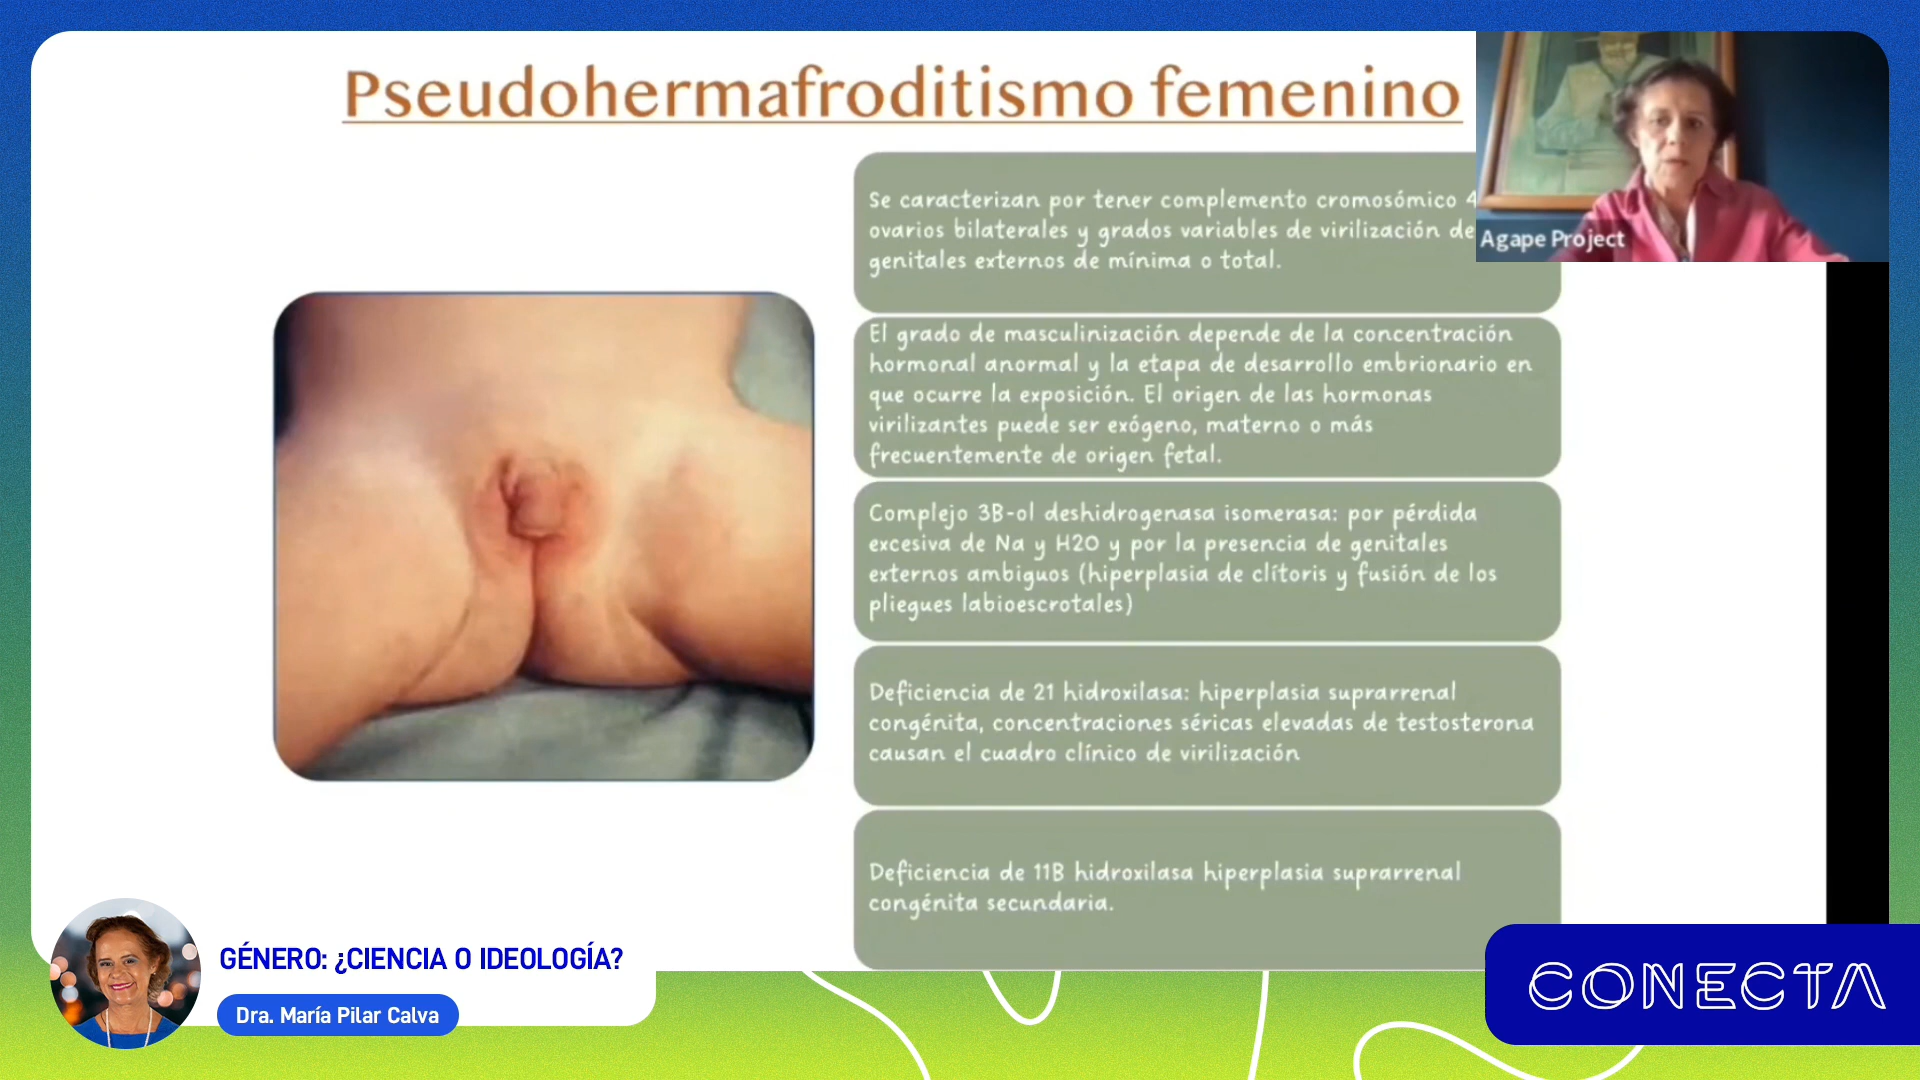 Pseudohermafroditismo femenino
Se caracterizan por tener complemento cromosómico
ovarios bilaterales y grados variables de virilización de
genitales externos de mínima o total.
El grado de masculinización depende de la concentración
hormonal anormal y la etapa de desarrollo embrionario en
que ocurre la exposición. El origen de las hormonas
virilizantes puede ser exógeno, materno o más
frecuentemente de origen fetal.
Complejo 3B-ol deshidrogenasa isomerasa: por pérdida
excesiva de Na y H2O y por la presencia de genitales
externos ambiguos (hiperplasia de clítoris y fusión de los
pliegues labioescrotales)
Deficiencia de 21 hidroxilasa: hiperplasia suprarrenal
congénita, concentraciones séricas elevadas de testosterona
causan el cuadro clínico de virilización
Deficiencia de 11B hidroxilasa hiperplasia suprarrenal
congénita secundaria.
Agape Project
GÉNERO: ¿CIENCIA O IDEOLOGÍA?
Dra. María Pilar Calva
CONECTA